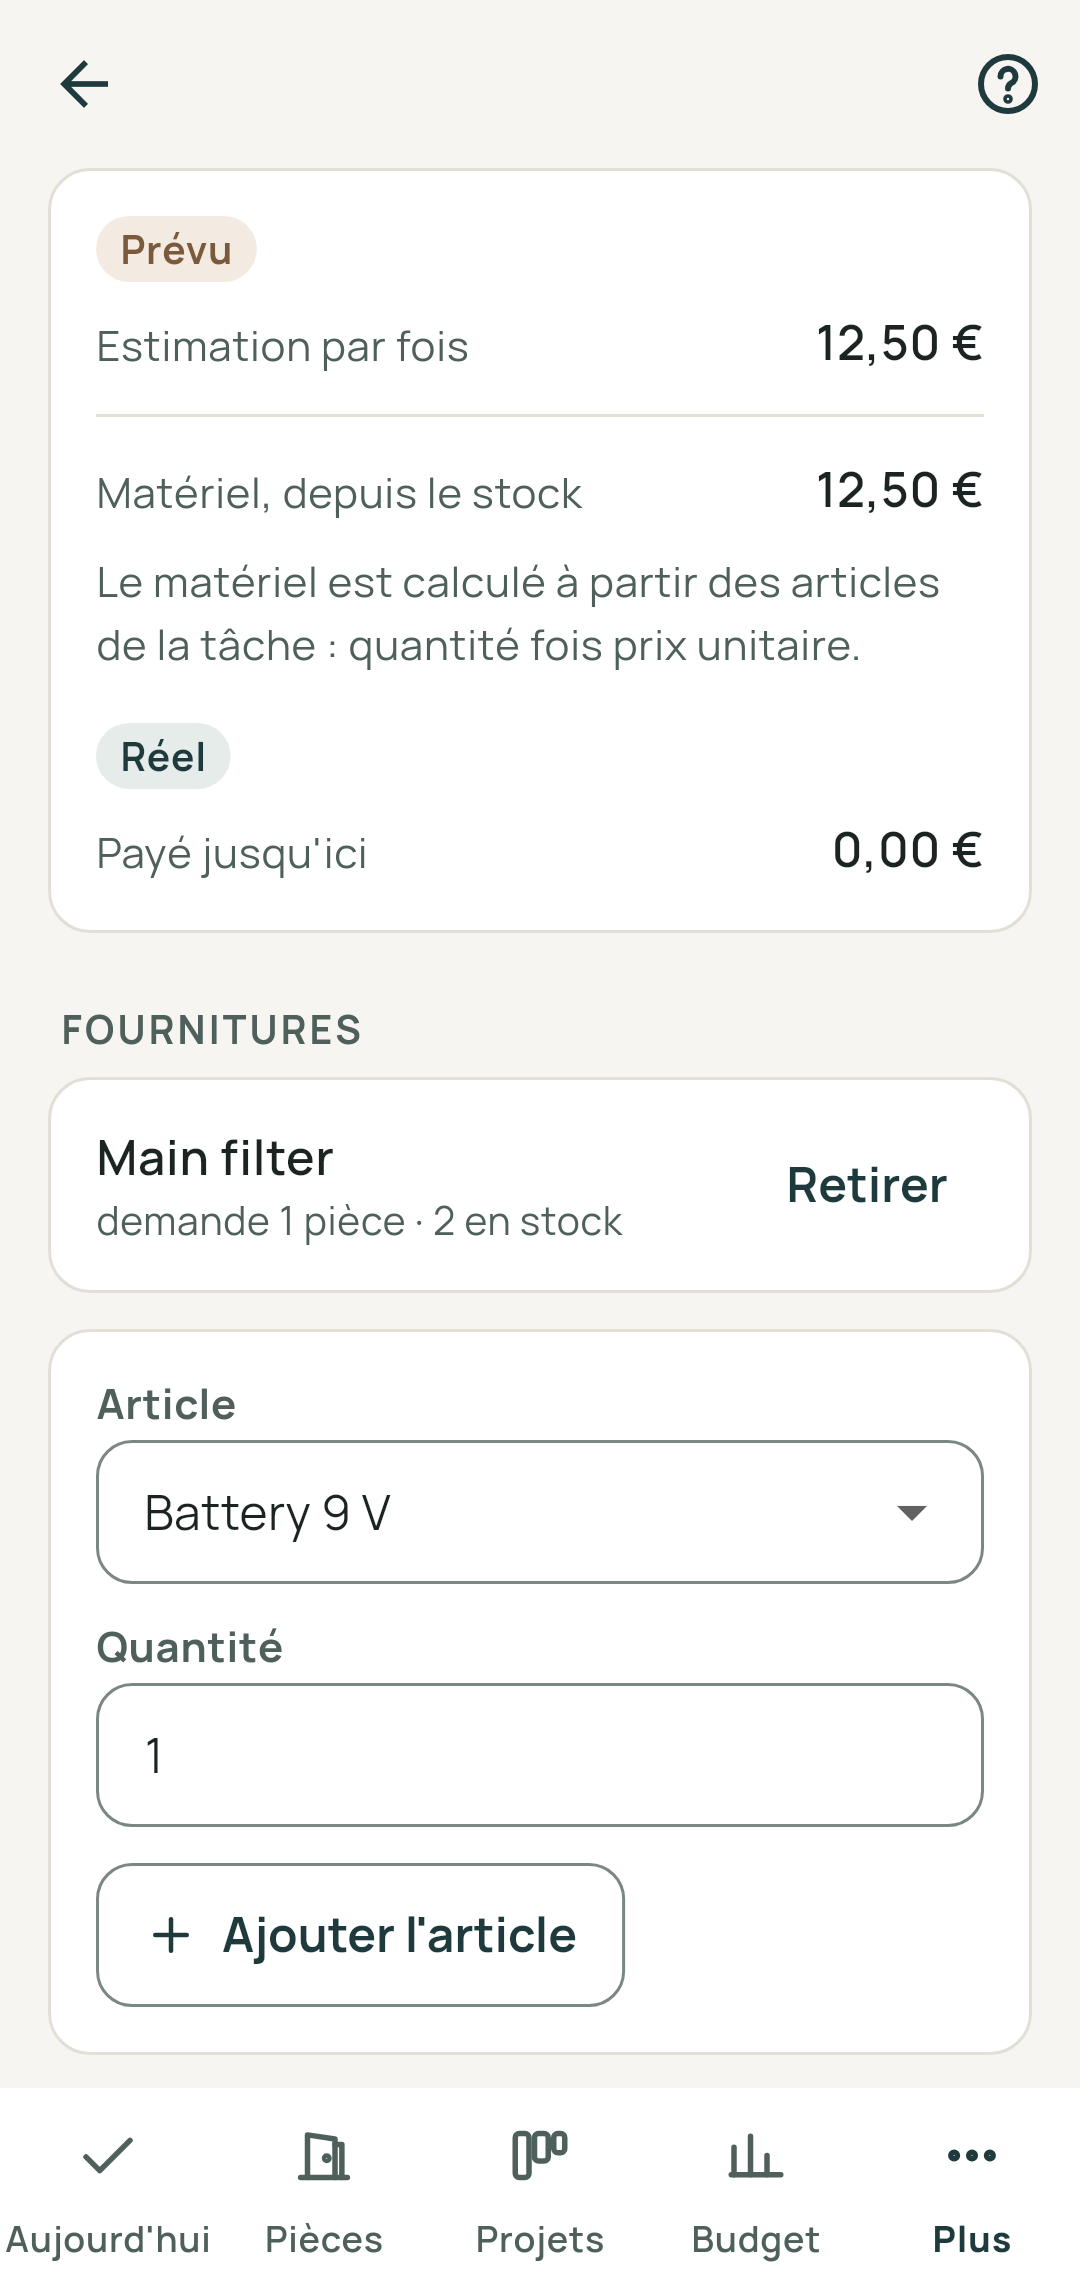 Prévu
Estimation par fois 12,50 €
Matériel, depuis le stock 12,50 €
Le matériel est calculé à partir des articles
de la tâche : quantité fois prix unitaire.
Réel
Payé jusqu'ici 0,00 €
FOURNITURES
Main filter
demande 1 pièce · 2 en stock
Retirer
Article
Battery 9 V
Quantité
1
Ajouter l'article
Aujourd'hui Pièces Projets Budget Plus